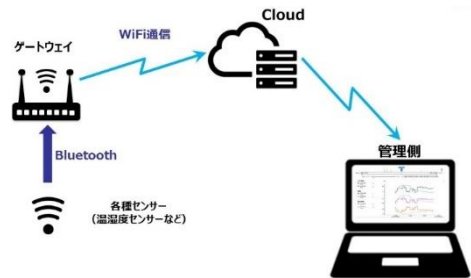 Cloud
WiFi通信
ゲートウェイ
Bluetooth
管理側
各種センサー
（温湿度センサーなど）